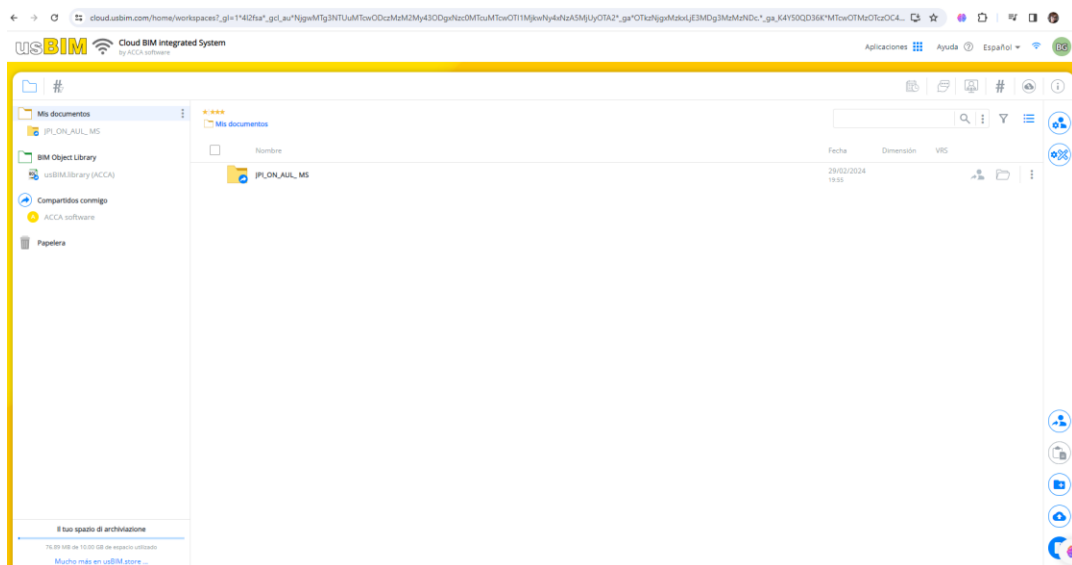 cloud.usbim.com/home/workspaces?_gl=1*4l2fsa*_gcl_au*NjgwMTg3NTUuMTcwODczMzM2My43ODgxNzc0MTcuMTcwOTI1MjkwNy4xNzA5MjUyOTA2*_ga*OTkzNjgxMzkxLjE3MDg3MzMzNDc.*_ga_K4Y50QD36K*MTcwOTMzOTczOC4...
usBIM
Cloud BIM integrated System
by ACCA software
Aplicaciones
Ayuda
Español
BG
Mis documentos
JPI_ON_AUL_ MS
BIM Object Library
usBIM.library (ACCA)
Compartidos conmigo
A ACCA software
Papelera
Mis documentos
Nombre Fecha Dimensión VRS
JPI_ON_AUL_ MS 29/02/2024
19:55
Il tuo spazio di archiviazione
76.89 MB de 10.00 GB de espacio utilizado
Mucho más en usBIM.store ...